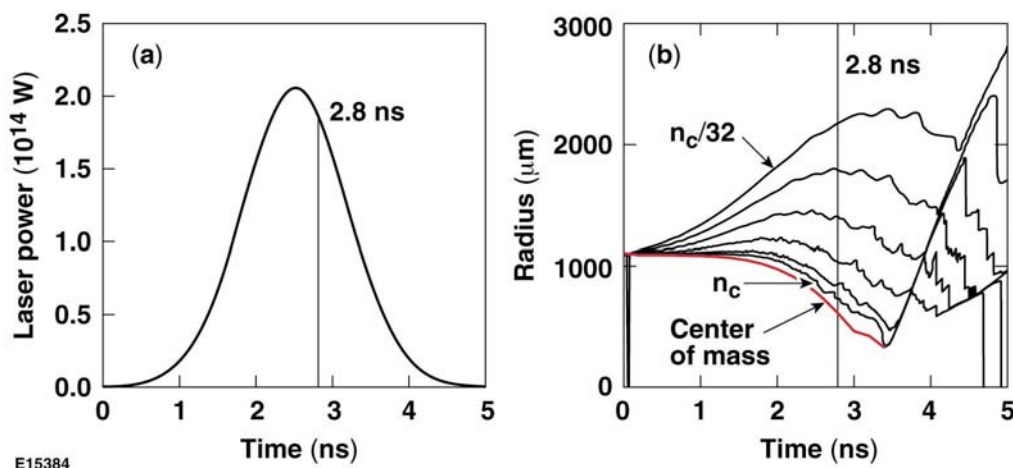 (a)
2.5
2.0
1.5
1.0
0.5
0.0
Laser power (10¹⁴ W)
2.8 ns
0 1 2 3 4 5
Time (ns)
(b)
3000
2000
1000
0
Radius (μm)
2.8 ns
n_c/32
n_c
Center
of mass
0 1 2 3 4 5
Time (ns)
E15384